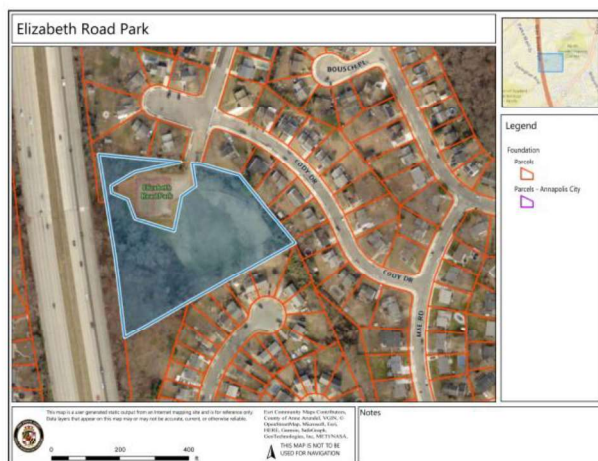 Elizabeth Road Park
BOUSCH PL
CODY DR
Elizabeth
Road Park
CODY DR
Legend
Foundation
Parcels
Parcels - Annapolis City
This map is a user generated static output from an Internet mapping site and is for reference only.
Data layers that appear on this map may or may not be accurate, current, or otherwise reliable.
0 200 400
ft
Esri Community Maps Contributors,
County of Anne Arundel, VGIN, ©
OpenStreetMap, Microsoft, Esri,
HERE, Garmin, SafeGraph,
GeoTechnologies, Inc, METI/NASA,
THIS MAP IS NOT TO BE
USED FOR NAVIGATION
Notes